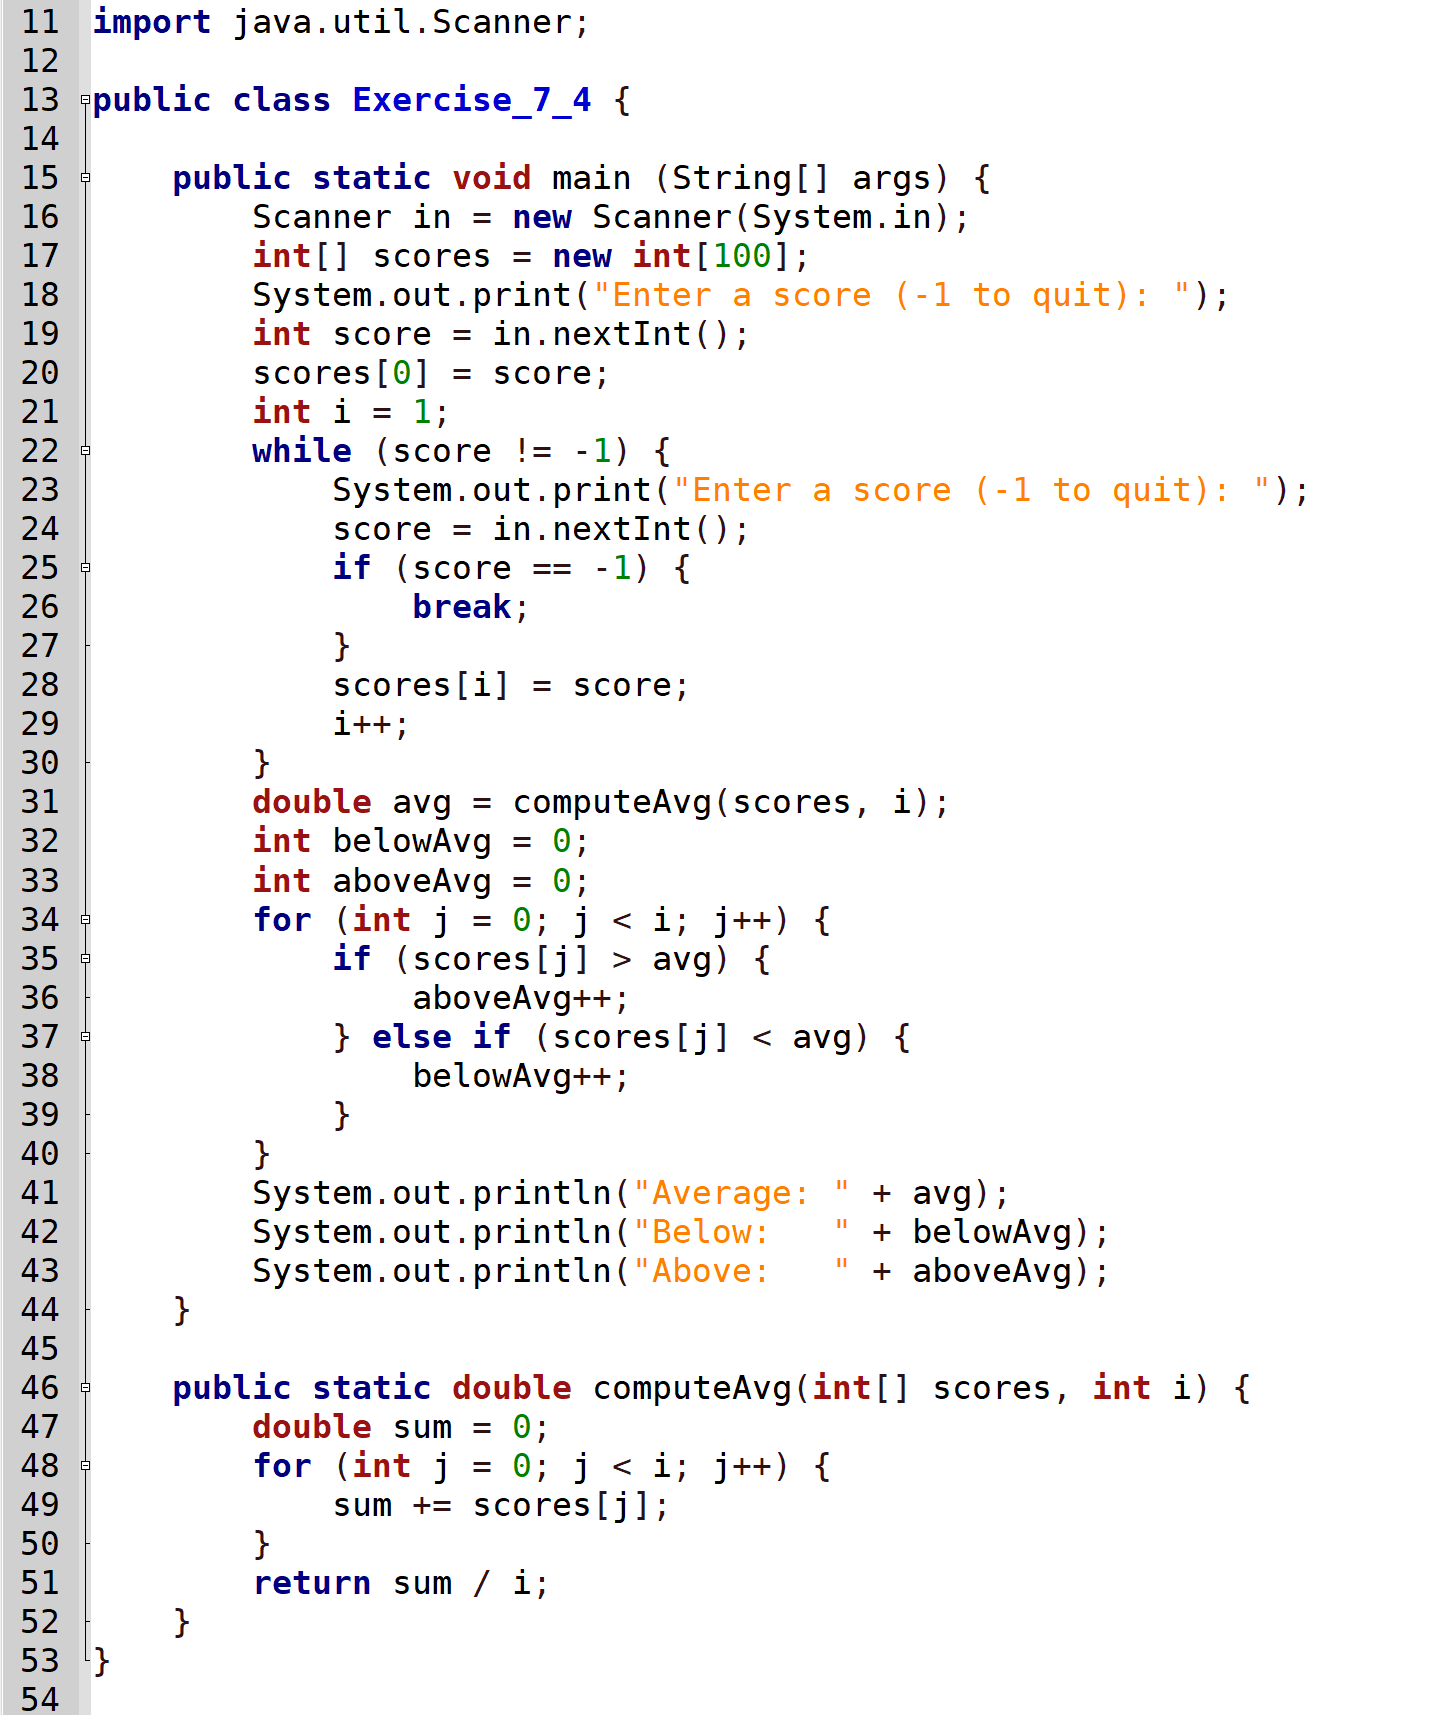 11 import java.util.Scanner;
12
13 public class Exercise_7_4 {
14
15     public static void main (String[] args) {
16         Scanner in = new Scanner(System.in);
17         int[] scores = new int[100];
18         System.out.print("Enter a score (-1 to quit): ");
19         int score = in.nextInt();
20         scores[0] = score;
21         int i = 1;
22         while (score != -1) {
23             System.out.print("Enter a score (-1 to quit): ");
24             score = in.nextInt();
25             if (score == -1) {
26                 break;
27             }
28             scores[i] = score;
29             i++;
30         }
31         double avg = computeAvg(scores, i);
32         int belowAvg = 0;
33         int aboveAvg = 0;
34         for (int j = 0; j < i; j++) {
35             if (scores[j] > avg) {
36                 aboveAvg++;
37             } else if (scores[j] < avg) {
38                 belowAvg++;
39             }
40         }
41         System.out.println("Average: " + avg);
42         System.out.println("Below:   " + belowAvg);
43         System.out.println("Above:   " + aboveAvg);
44     }
45
46     public static double computeAvg(int[] scores, int i) {
47         double sum = 0;
48         for (int j = 0; j < i; j++) {
49             sum += scores[j];
50         }
51         return sum / i;
52     }
53 }
54